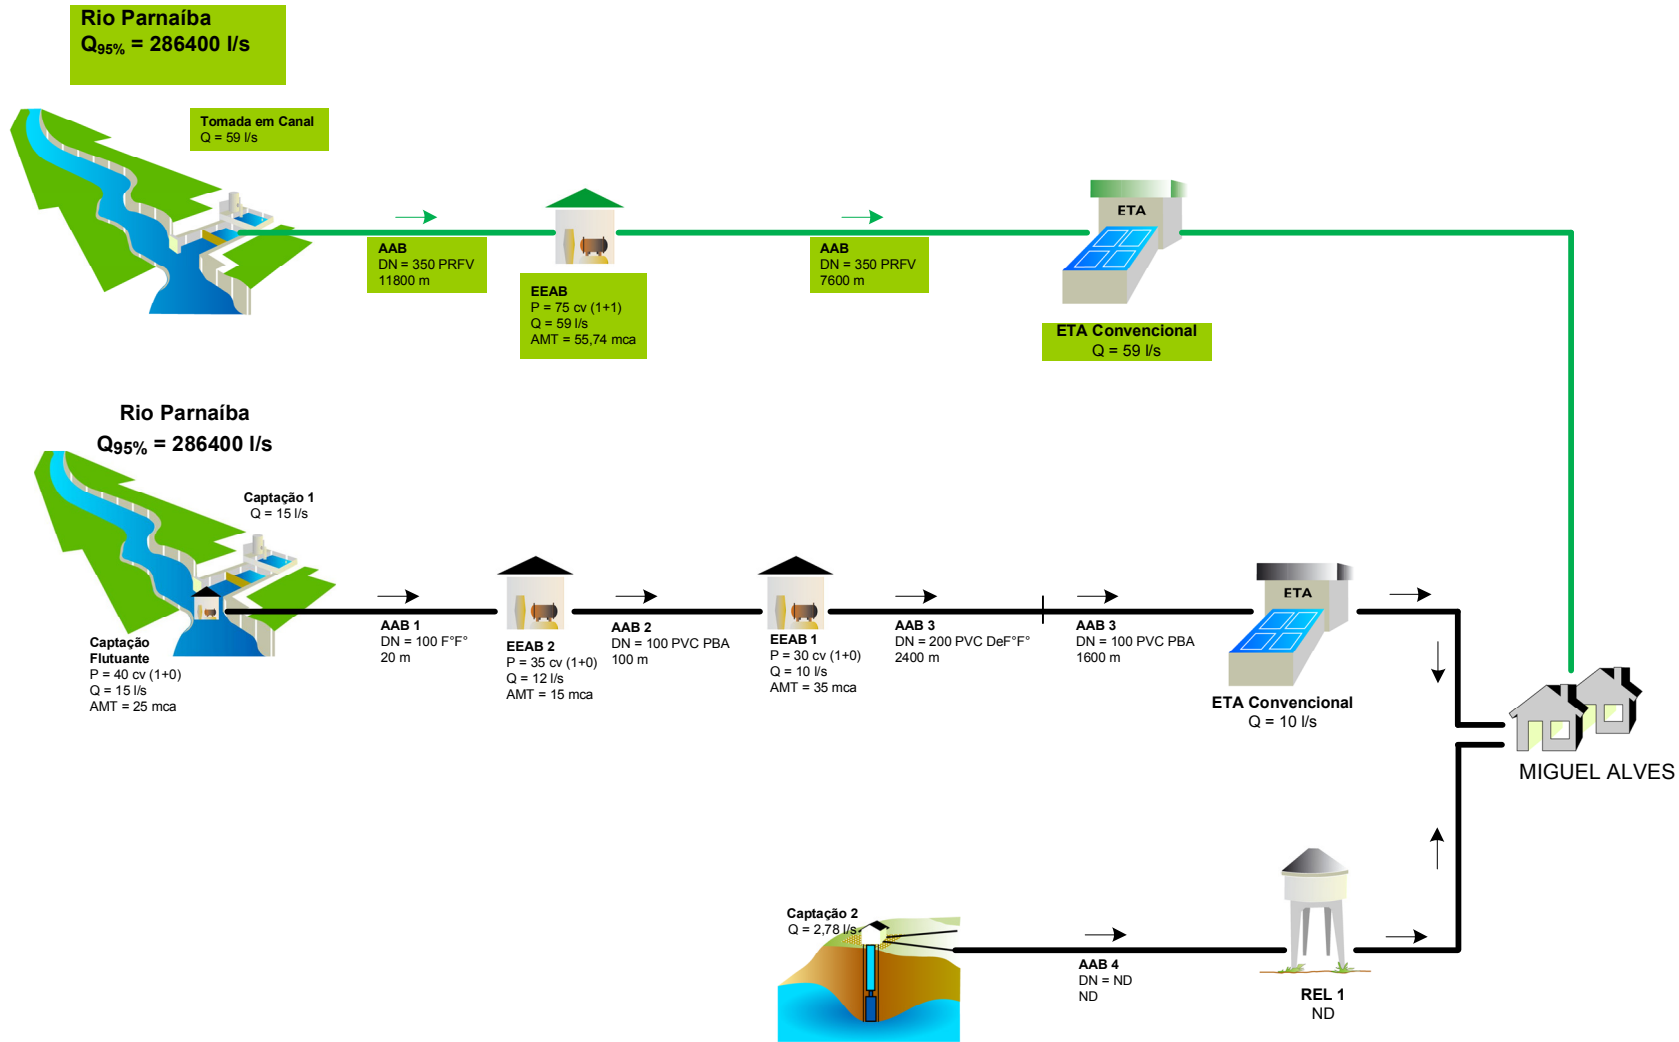 Rio Parnaíba
Q95% = 286400 l/s
Tomada em Canal
Q = 59 l/s
AAB
DN = 350 PRFV
11800 m
EEAB
P = 75 cv (1+1)
Q = 59 l/s
AMT = 55,74 mca
AAB
DN = 350 PRFV
7600 m
ETA
ETA Convencional
Q = 59 l/s
Rio Parnaíba
Q95% = 286400 l/s
Captação 1
Q = 15 l/s
Captação
Flutuante
P = 40 cv (1+0)
Q = 15 l/s
AMT = 25 mca
AAB 1
DN = 100 F°F°
20 m
EEAB 2
P = 35 cv (1+0)
Q = 12 l/s
AMT = 15 mca
AAB 2
DN = 100 PVC PBA
100 m
EEAB 1
P = 30 cv (1+0)
Q = 10 l/s
AMT = 35 mca
AAB 3
DN = 200 PVC DeF°F°
2400 m
AAB 3
DN = 100 PVC PBA
1600 m
ETA
ETA Convencional
Q = 10 l/s
MIGUEL ALVES
Captação 2
Q = 2,78 l/s
AAB 4
DN = ND
ND
REL 1
ND